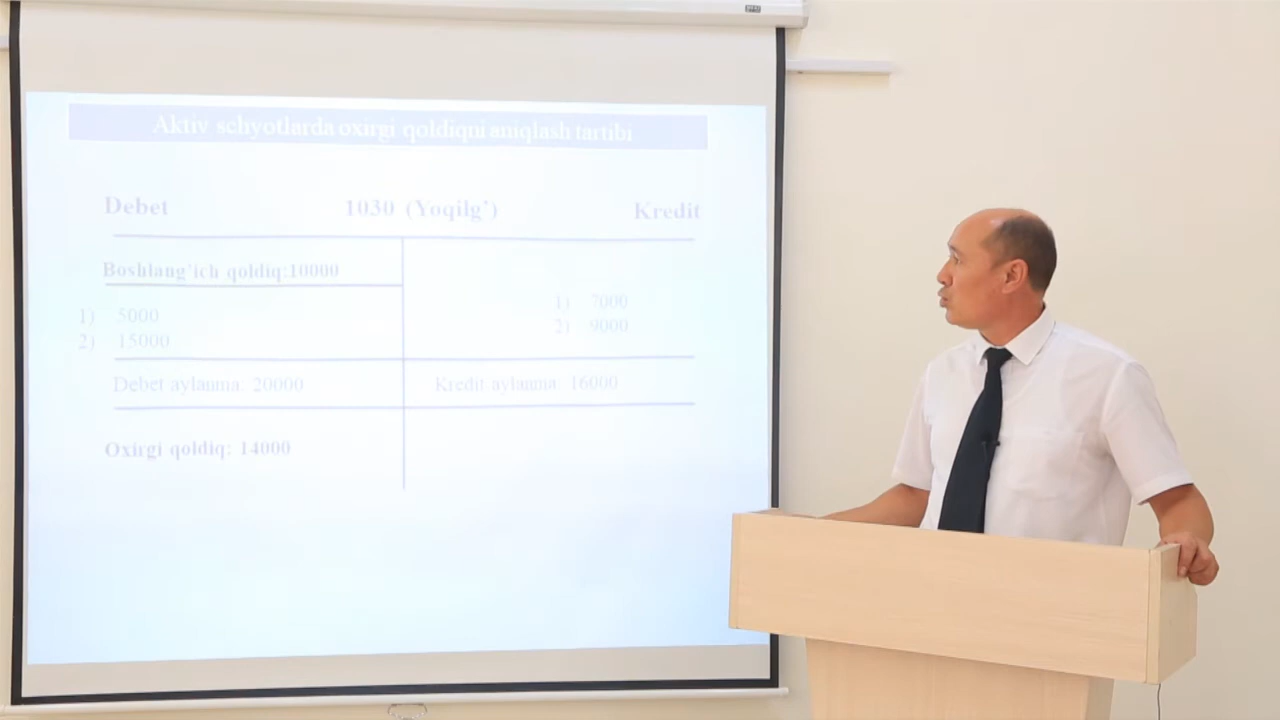 Aktiv schyotlarda oxirgi qoldiqni aniqlash tartibi
Debet 1030 (Yoqilg’) Kredit
Boshlang’ich qoldiq:10000
1) 5000 1) 7000
2) 15000 2) 9000
Debet aylanma. 20000 Kredit aylanma. 16000
Oxirgi qoldiq: 14000